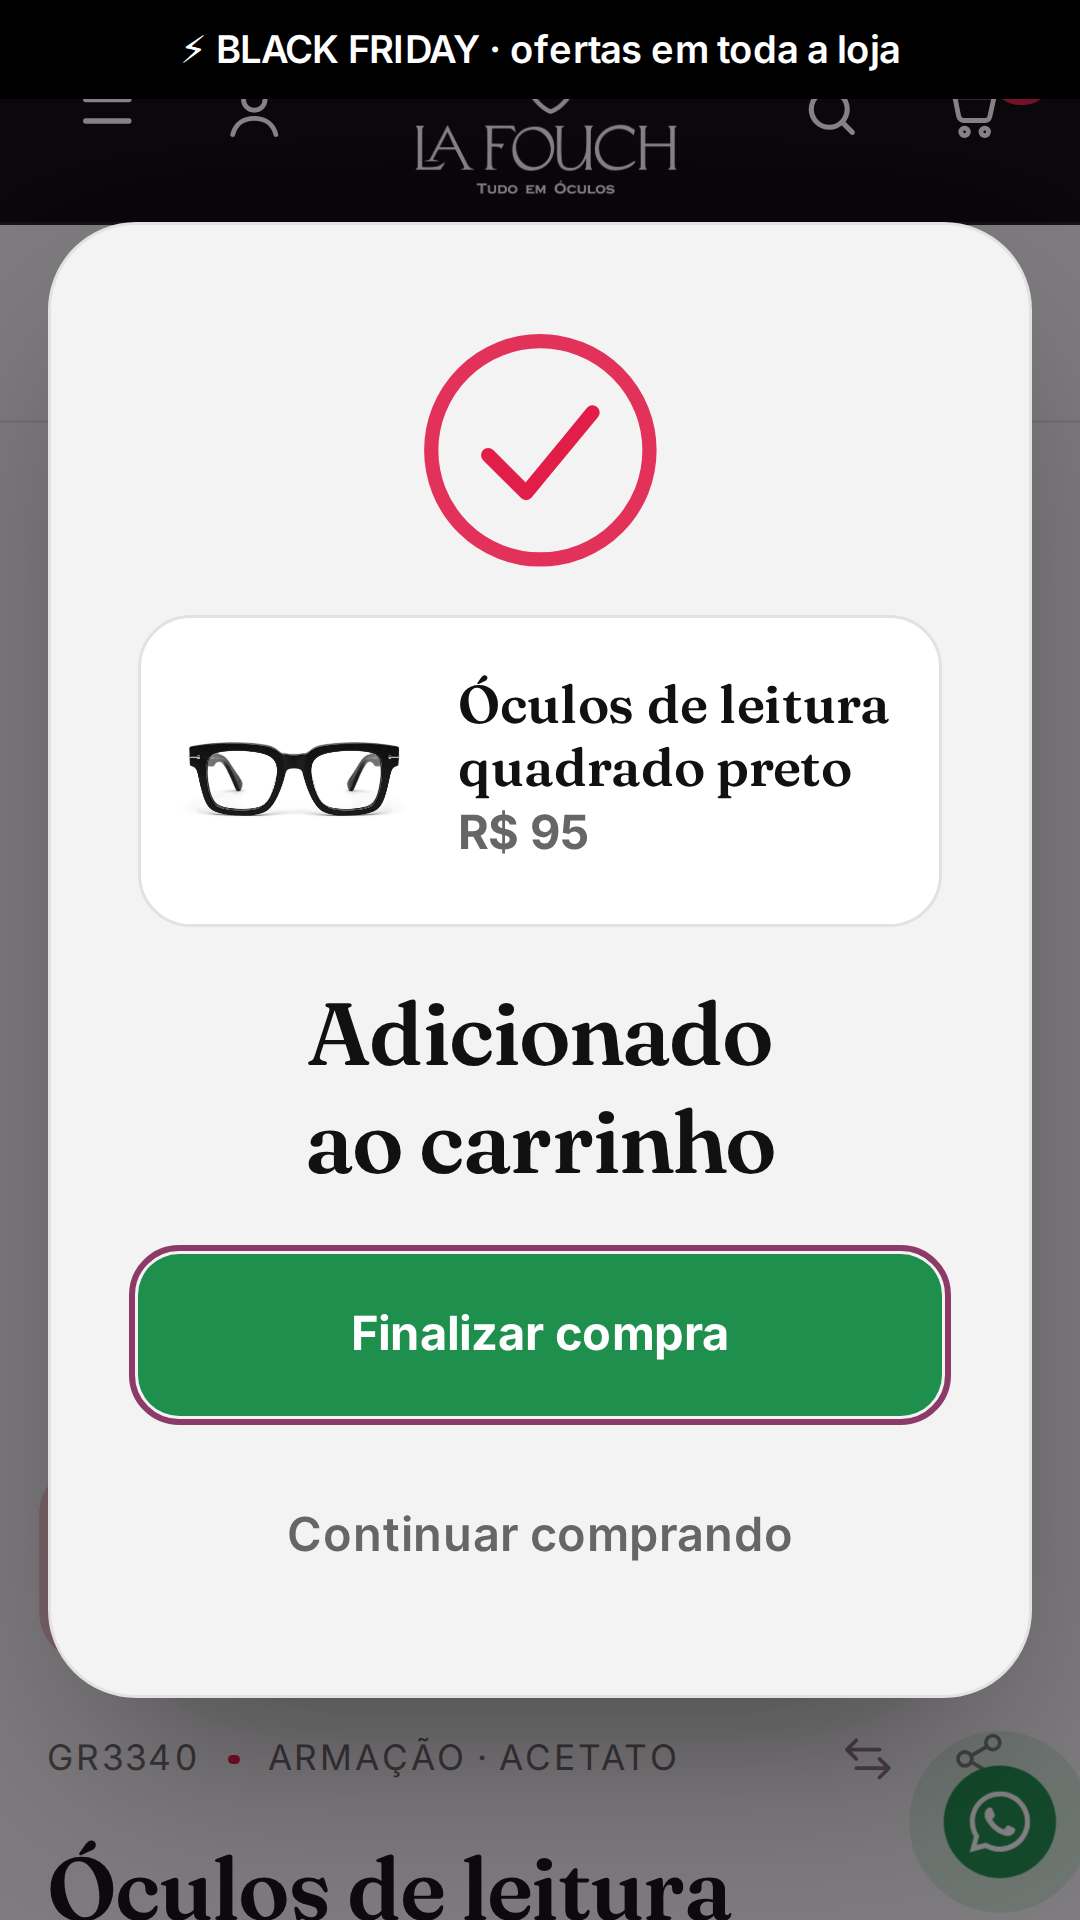 ⚡ BLACK FRIDAY · ofertas em toda a loja
LA FOUCH
TUDO EM ÓCULOS
Óculos de leitura
quadrado preto
R$ 95
Adicionado
ao carrinho
Finalizar compra
Continuar comprando
GR3340 • ARMAÇÃO · ACETATO
Óculos de leitura